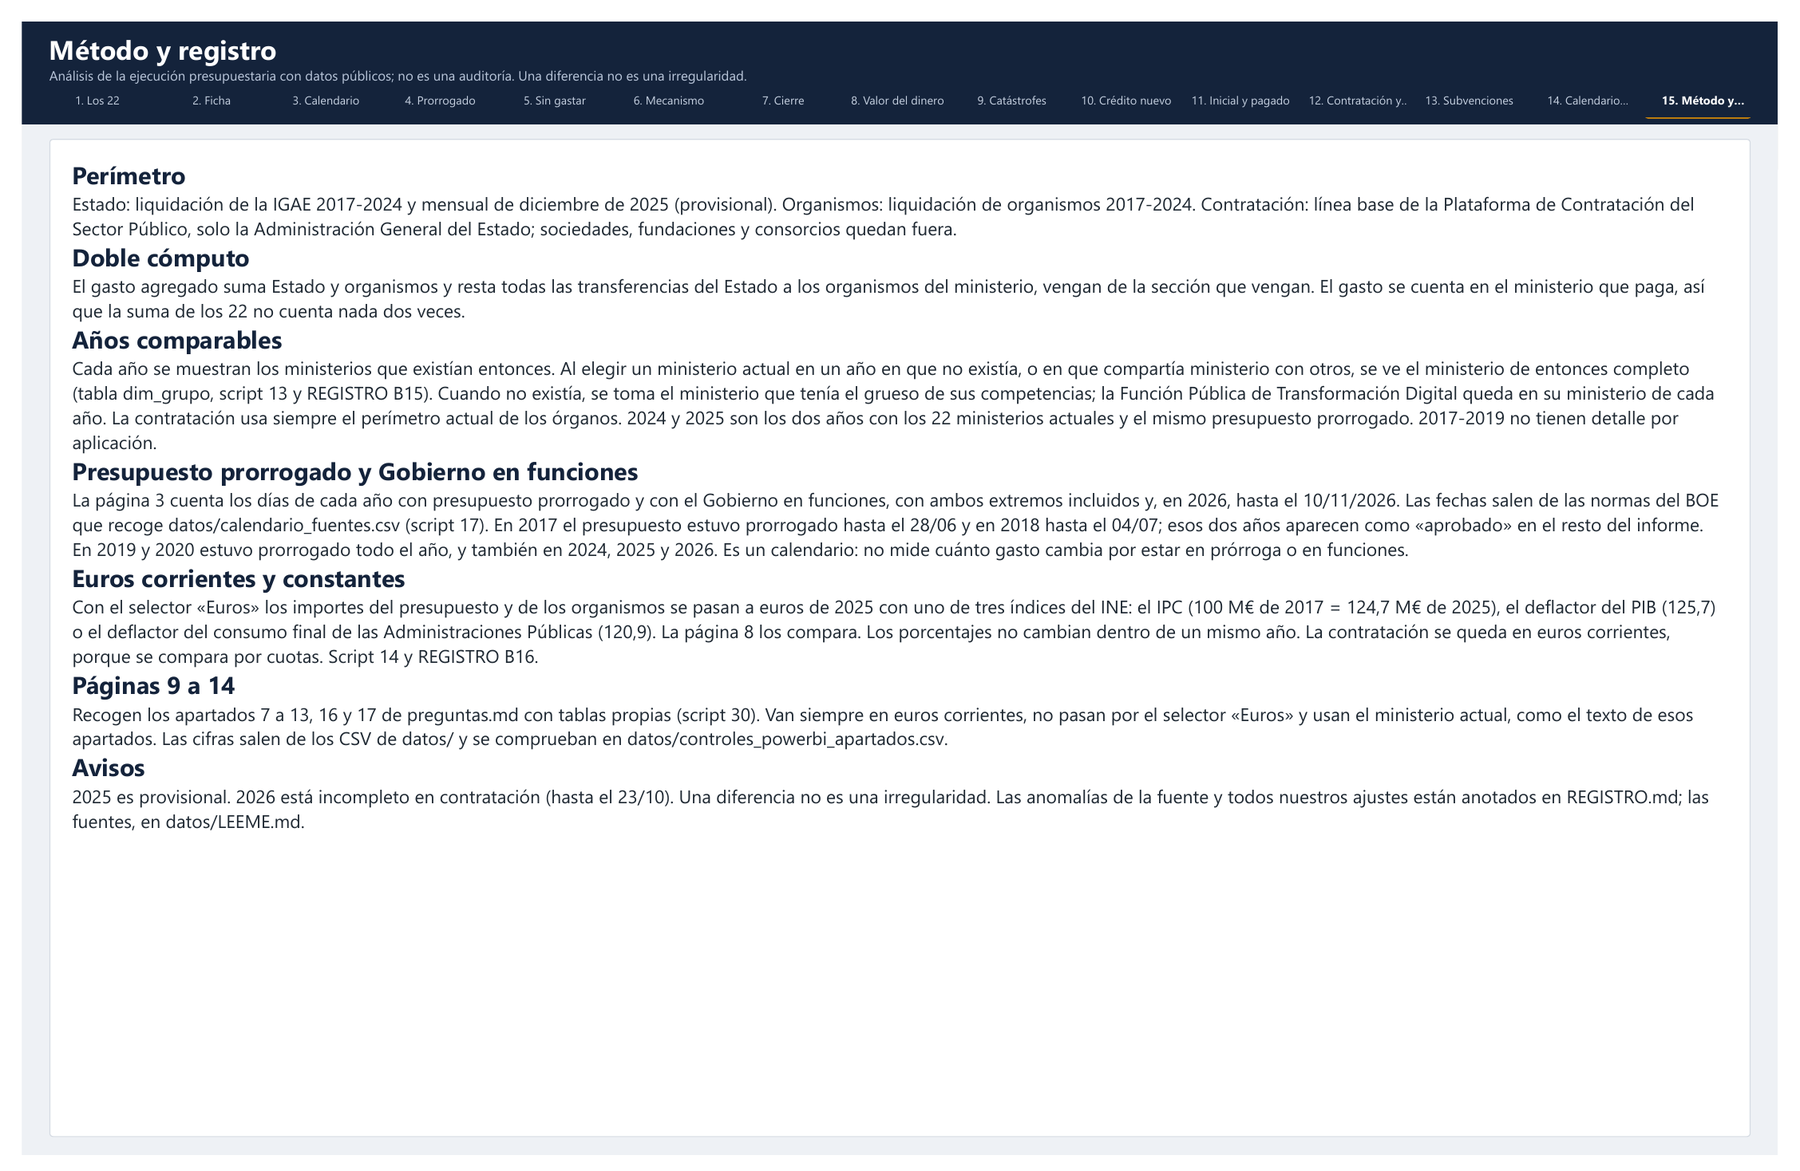 Método y registro
Análisis de la ejecución presupuestaria con datos públicos; no es una auditoría. Una diferencia no es una irregularidad.
1. Los 22 2. Ficha 3. Calendario 4. Prorrogado 5. Sin gastar 6. Mecanismo 7. Cierre 8. Valor del dinero 9. Catástrofes 10. Crédito nuevo 11. Inicial y pagado 12. Contratación y.. 13. Subvenciones 14. Calendario... 15. Método y...
Perímetro
Estado: liquidación de la IGAE 2017-2024 y mensual de diciembre de 2025 (provisional). Organismos: liquidación de organismos 2017-2024. Contratación: línea base de la Plataforma de Contratación del
Sector Público, solo la Administración General del Estado; sociedades, fundaciones y consorcios quedan fuera.
Doble cómputo
El gasto agregado suma Estado y organismos y resta todas las transferencias del Estado a los organismos del ministerio, vengan de la sección que vengan. El gasto se cuenta en el ministerio que paga, así
que la suma de los 22 no cuenta nada dos veces.
Años comparables
Cada año se muestran los ministerios que existían entonces. Al elegir un ministerio actual en un año en que no existía, o en que compartía ministerio con otros, se ve el ministerio de entonces completo
(tabla dim_grupo, script 13 y REGISTRO B15). Cuando no existía, se toma el ministerio que tenía el grueso de sus competencias; la Función Pública de Transformación Digital queda en su ministerio de cada
año. La contratación usa siempre el perímetro actual de los órganos. 2024 y 2025 son los dos años con los 22 ministerios actuales y el mismo presupuesto prorrogado. 2017-2019 no tienen detalle por
aplicación.
Presupuesto prorrogado y Gobierno en funciones
La página 3 cuenta los días de cada año con presupuesto prorrogado y con el Gobierno en funciones, con ambos extremos incluidos y, en 2026, hasta el 10/11/2026. Las fechas salen de las normas del BOE
que recoge datos/calendario_fuentes.csv (script 17). En 2017 el presupuesto estuvo prorrogado hasta el 28/06 y en 2018 hasta el 04/07; esos dos años aparecen como «aprobado» en el resto del informe.
En 2019 y 2020 estuvo prorrogado todo el año, y también en 2024, 2025 y 2026. Es un calendario: no mide cuánto gasto cambia por estar en prórroga o en funciones.
Euros corrientes y constantes
Con el selector «Euros» los importes del presupuesto y de los organismos se pasan a euros de 2025 con uno de tres índices del INE: el IPC (100 M€ de 2017 = 124,7 M€ de 2025), el deflactor del PIB (125,7)
o el deflactor del consumo final de las Administraciones Públicas (120,9). La página 8 los compara. Los porcentajes no cambian dentro de un mismo año. La contratación se queda en euros corrientes,
porque se compara por cuotas. Script 14 y REGISTRO B16.
Páginas 9 a 14
Recogen los apartados 7 a 13, 16 y 17 de preguntas.md con tablas propias (script 30). Van siempre en euros corrientes, no pasan por el selector «Euros» y usan el ministerio actual, como el texto de esos
apartados. Las cifras salen de los CSV de datos/ y se comprueban en datos/controles_powerbi_apartados.csv.
Avisos
2025 es provisional. 2026 está incompleto en contratación (hasta el 23/10). Una diferencia no es una irregularidad. Las anomalías de la fuente y todos nuestros ajustes están anotados en REGISTRO.md; las
fuentes, en datos/LEEME.md.